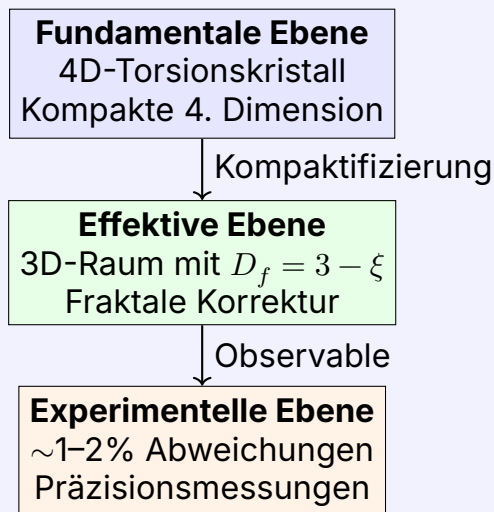 Fundamentale Ebene
4D-Torsionskristall
Kompakte 4. Dimension
Kompaktifizierung
Effektive Ebene
3D-Raum mit D_f = 3 − ξ
Fraktale Korrektur
Observable
Experimentelle Ebene
∼1–2% Abweichungen
Präzisionsmessungen